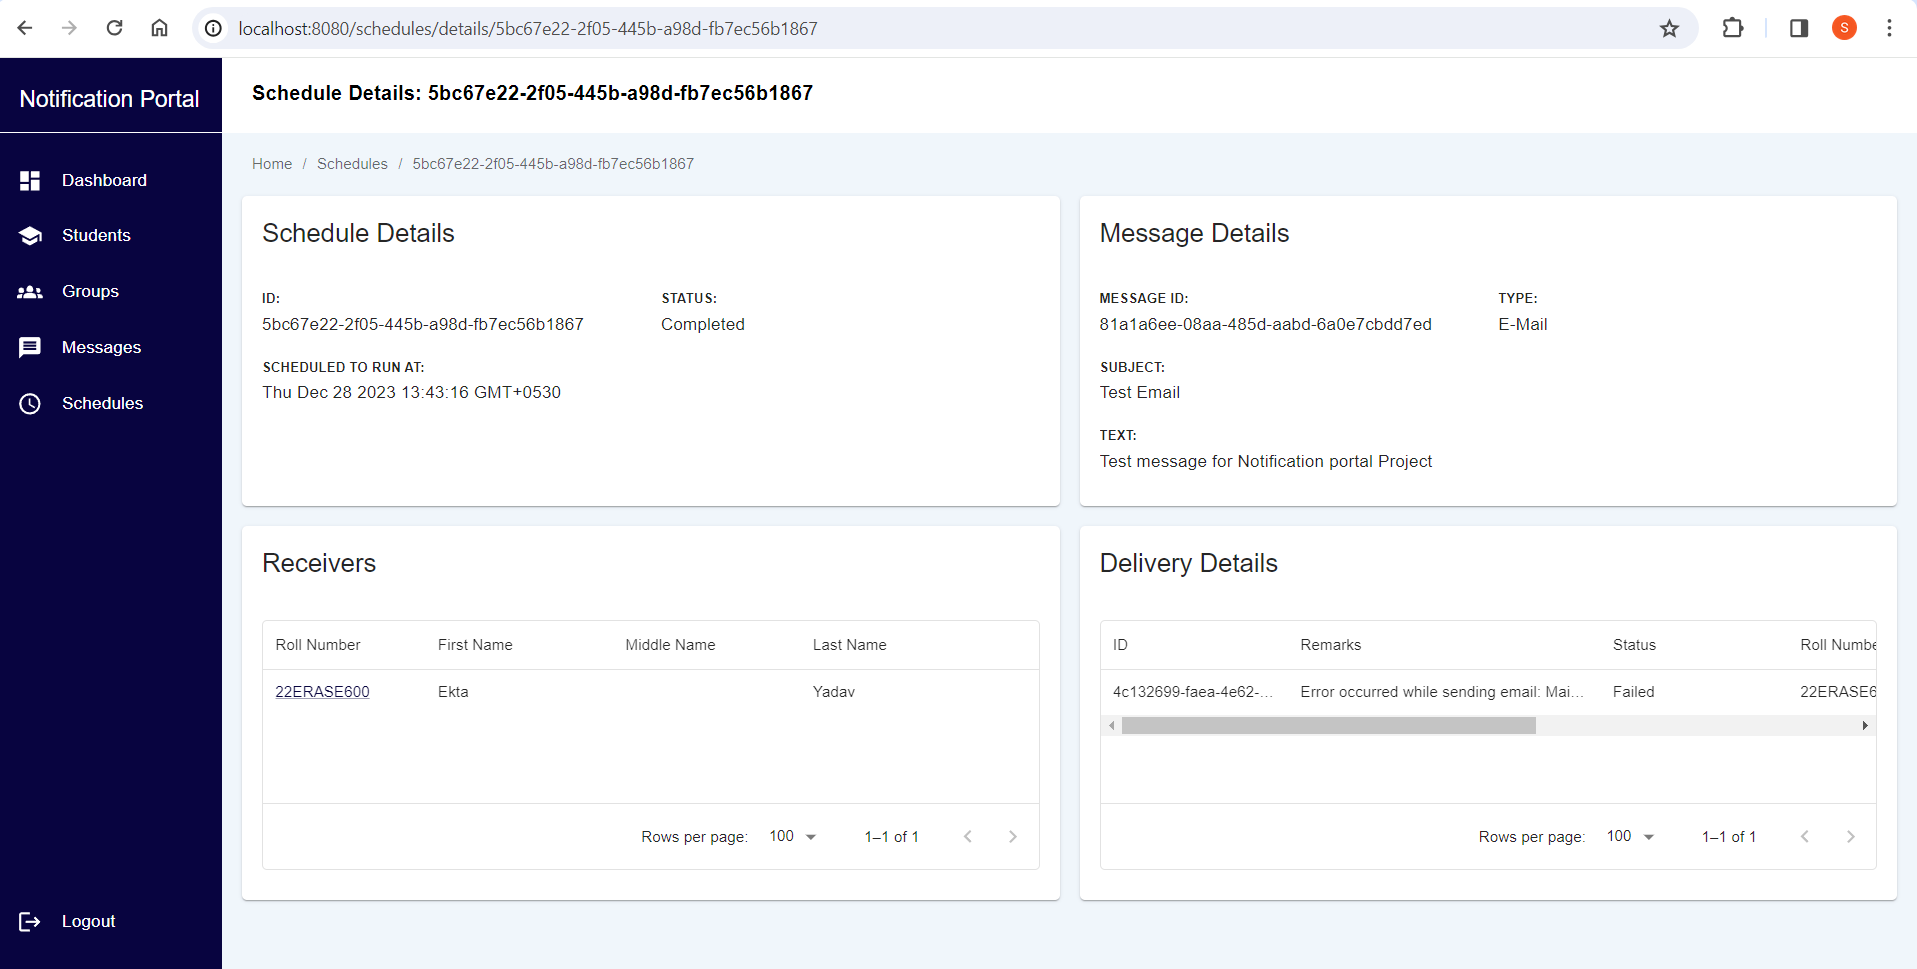 localhost:8080/schedules/details/5bc67e22-2f05-445b-a98d-fb7ec56b1867
S
Notification Portal
Schedule Details: 5bc67e22-2f05-445b-a98d-fb7ec56b1867
Home / Schedules / 5bc67e22-2f05-445b-a98d-fb7ec56b1867
Dashboard
Students
Groups
Messages
Schedules
Logout
Schedule Details
ID:
5bc67e22-2f05-445b-a98d-fb7ec56b1867
STATUS:
Completed
SCHEDULED TO RUN AT:
Thu Dec 28 2023 13:43:16 GMT+0530
Message Details
MESSAGE ID:
81a1a6ee-08aa-485d-aabd-6a0e7cbdd7ed
TYPE:
E-Mail
SUBJECT:
Test Email
TEXT:
Test message for Notification portal Project
Receivers
Roll Number First Name Middle Name Last Name
22ERASE600 Ekta Yadav
Rows per page: 100 1–1 of 1
Delivery Details
ID Remarks Status Roll Numbe
4c132699-faea-4e62-... Error occurred while sending email: Mai... Failed 22ERASE6
Rows per page: 100 1–1 of 1